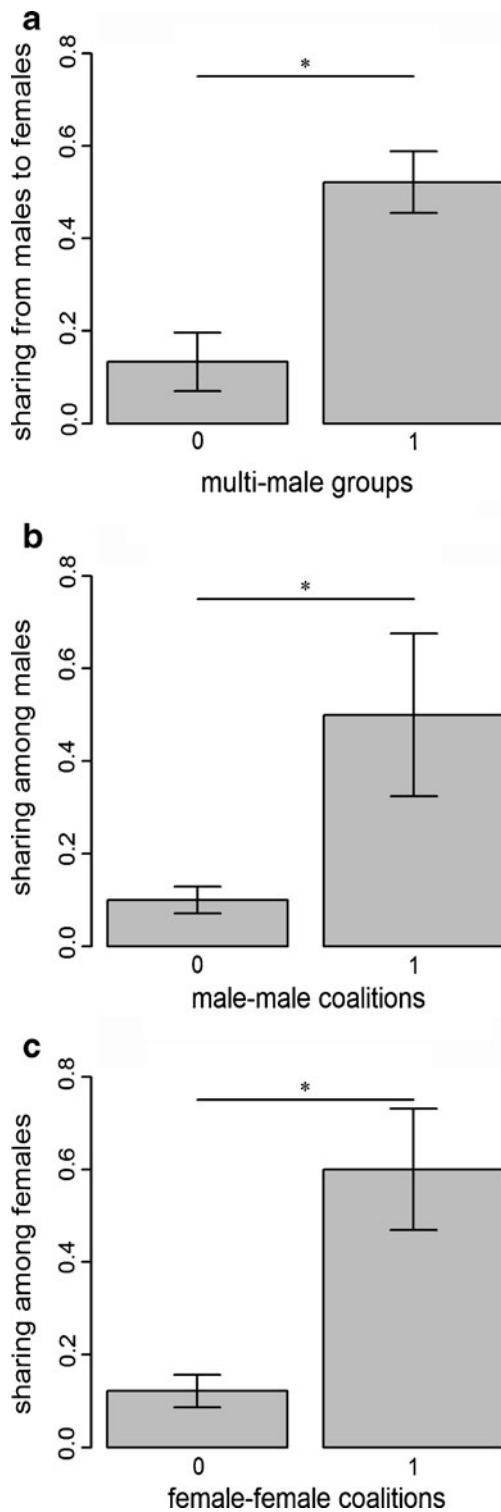 a
sharing from males to females
0.8
0.6
0.4
0.2
0.0
*
0 1
multi-male groups
b
sharing among males
0.8
0.6
0.4
0.2
0.0
*
0 1
male-male coalitions
c
sharing among females
0.8
0.6
0.4
0.2
0.0
*
0 1
female-female coalitions